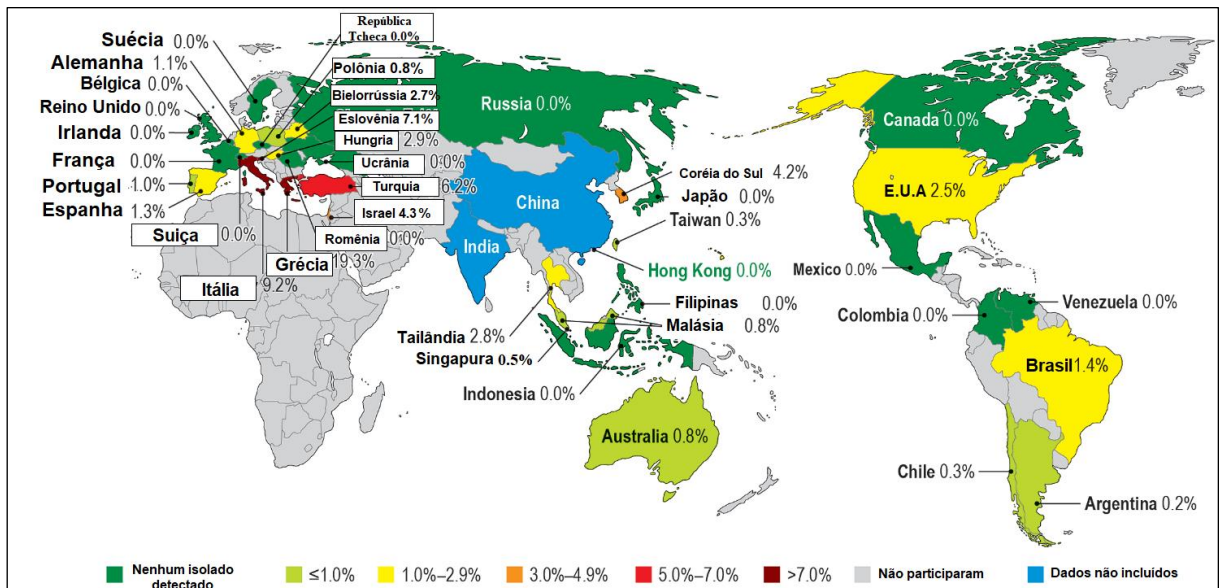 República
Tcheca 0.0%
Suécia 0.0%
Alemanha 1.1%
Polônia 0.8%
Bélgica 0.0%
Bielorrússia 2.7%
Reino Unido 0.0%
Eslovênia 7.1%
Irlanda 0.0%
Hungria 2.9%
França 0.0%
Ucrânia 0.0%
Portugal 1.0%
Turquia 6.2%
Espanha 1.3%
Israel 4.3 %
Suiça 0.0%
Romênia 0.0%
Grécia 19.3%
Itália 9.2%
Russia 0.0%
China
India
Coréia do Sul 4.2%
Japão 0.0%
Taiwan 0.3%
Hong Kong 0.0%
Filipinas 0.0%
Malásia 0.8%
Tailândia 2.8%
Singapura 0.5%
Indonesia 0.0%
Australia 0.8%
Canada
0.0%
E.U.A 2.5%
Mexico 0.0%
Venezuela 0.0%
Colombia 0.0%
Brasil 1.4%
Chile 0.3%
Argentina 0.2%
Nenhum isolado
detectado
≤1.0%
1.0%–2.9%
3.0%–4.9%
5.0%–7.0%
>7.0%
Não participaram
Dados não incluidos